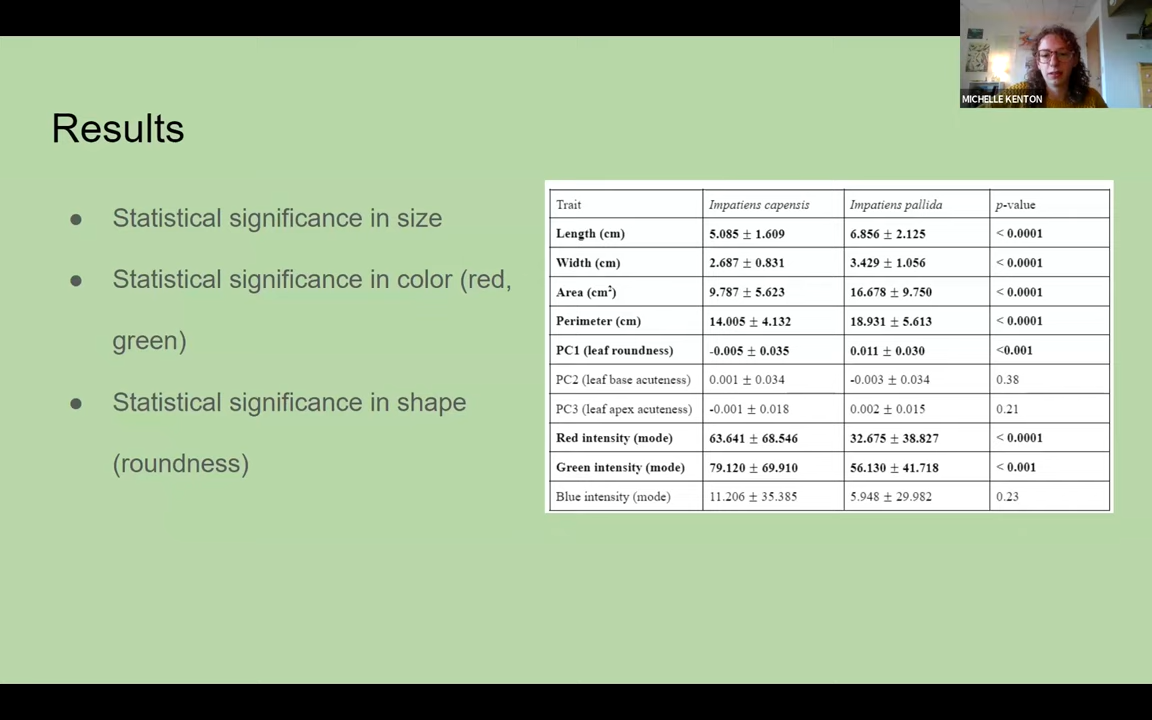 MICHELLE KENTON
Results
● Statistical significance in size
● Statistical significance in color (red,
green)
● Statistical significance in shape
(roundness)
Trait Impatiens capensis Impatiens pallida p-value
Length (cm) 5.085 ± 1.609 6.856 ± 2.125 < 0.0001
Width (cm) 2.687 ± 0.831 3.429 ± 1.056 < 0.0001
Area (cm²) 9.787 ± 5.623 16.678 ± 9.750 < 0.0001
Perimeter (cm) 14.005 ± 4.132 18.931 ± 5.613 < 0.0001
PC1 (leaf roundness) -0.005 ± 0.035 0.011 ± 0.030 <0.001
PC2 (leaf base acuteness) 0.001 ± 0.034 -0.003 ± 0.034 0.38
PC3 (leaf apex acuteness) -0.001 ± 0.018 0.002 ± 0.015 0.21
Red intensity (mode) 63.641 ± 68.546 32.675 ± 38.827 < 0.0001
Green intensity (mode) 79.120 ± 69.910 56.130 ± 41.718 < 0.001
Blue intensity (mode) 11.206 ± 35.385 5.948 ± 29.982 0.23